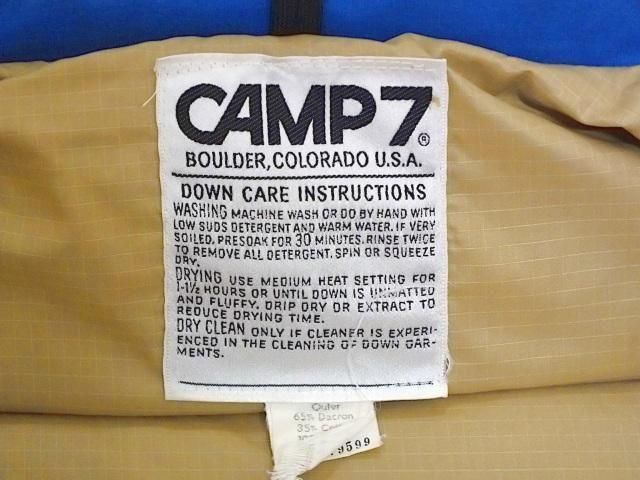 CAMP7®
BOULDER, COLORADO U.S.A.
DOWN CARE INSTRUCTIONS
WASHING MACHINE WASH OR DO BY HAND WITH
LOW SUDS DETERGENT AND WARM WATER. IF VERY
SOILED, PRESOAK FOR 30 MINUTES. RINSE TWICE
TO REMOVE ALL DETERGENT. SPIN OR SQUEEZE
DRY.
DRYING USE MEDIUM HEAT SETTING FOR
1-1½ HOURS OR UNTIL DOWN IS UNMATTED
AND FLUFFY. DRIP DRY OR EXTRACT TO
REDUCE DRYING TIME.
DRY CLEAN ONLY IF CLEANER IS EXPERI-
ENCED IN THE CLEANING OF DOWN GAR-
MENTS.
Outer
65% Dacron
35%
9599